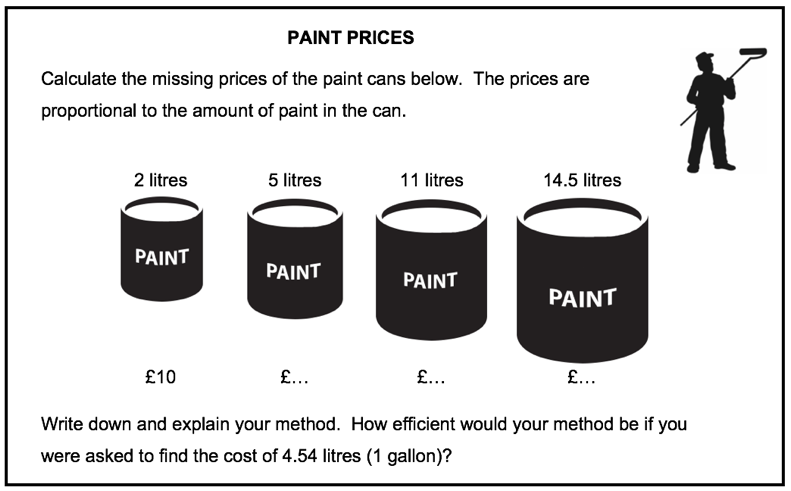 PAINT PRICES
Calculate the missing prices of the paint cans below. The prices are
proportional to the amount of paint in the can.
2 litres 5 litres 11 litres 14.5 litres
PAINT PAINT PAINT PAINT
£10 £... £... £...
Write down and explain your method. How efficient would your method be if you
were asked to find the cost of 4.54 litres (1 gallon)?